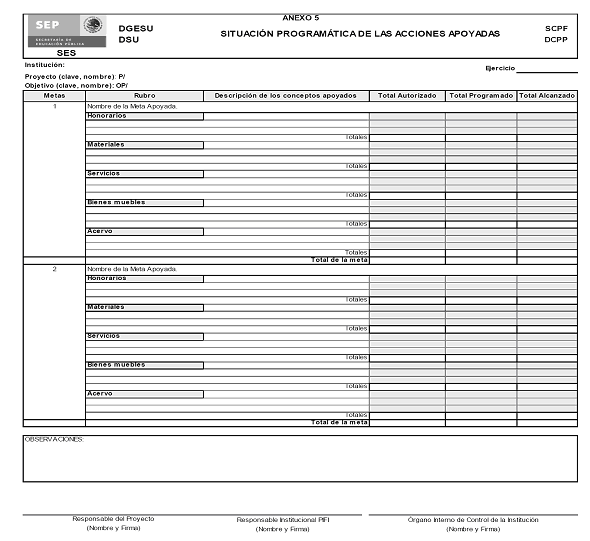 ANEXO 5
SEP
SECRETARÍA DE
EDUCACIÓN PÚBLICA
SES
DGESU
DSU
SITUACIÓN PROGRAMÁTICA DE LAS ACCIONES APOYADAS
SCPF
DCPP
Institución:
Ejercicio
Proyecto (clave, nombre): P/
Objetivo (clave, nombre): OP/
Metas Rubro Descripción de los conceptos apoyados Total Autorizado Total Programado Total Alcanzado
1 Nombre de la Meta Apoyada.
Honorarios
Totales
Materiales
Totales
Servicios
Totales
Bienes muebles
Totales
Acervo
Totales
Total de la meta
2 Nombre de la Meta Apoyada.
Honorarios
Totales
Materiales
Totales
Servicios
Totales
Bienes muebles
Totales
Acervo
Totales
Total de la meta
OBSERVACIONES:
Responsable del Proyecto Responsable Institucional PIFI Órgano Interno de Control de la Institución
(Nombre y Firma) (Nombre y Firma) (Nombre y Firma)